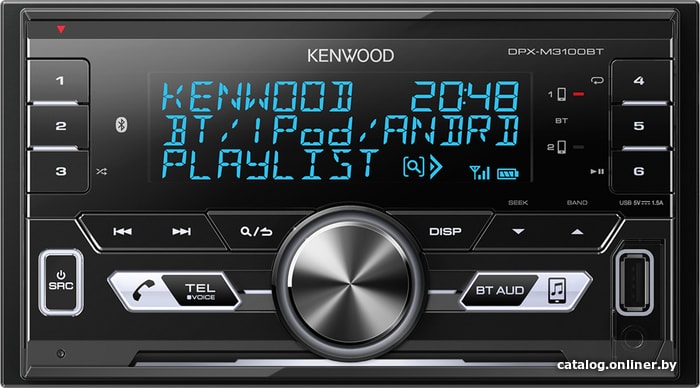 KENWOOD
DPX-M3100BT
KENWOOD 20:48
BT/iPod/ANDRD
PLAYLIST
1
2
3
4
5
6
1
BT
2
SEEK
BAND
USB 5V 1.5A
DISP
SRC
TEL
VOICE
BT AUD
catalog.onliner.by